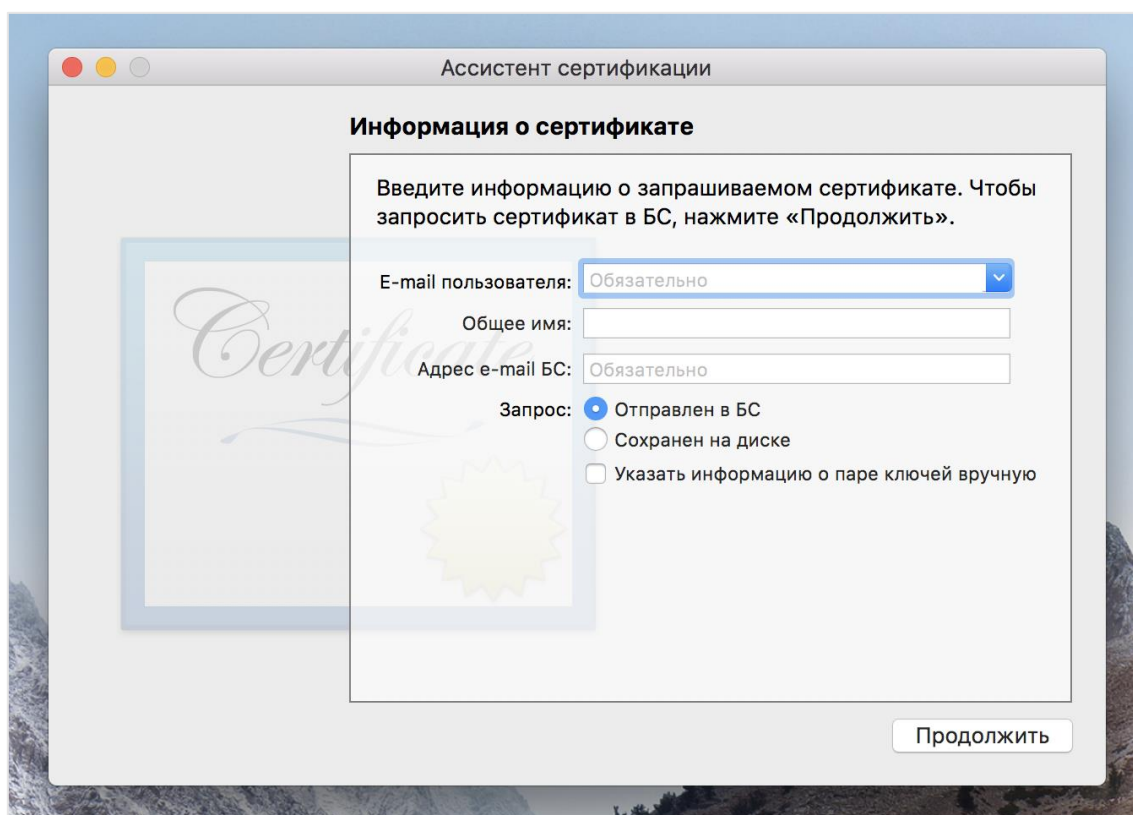 Ассистент сертификации
Информация о сертификате
Введите информацию о запрашиваемом сертификате. Чтобы
запросить сертификат в БС, нажмите «Продолжить».
Certificate
E-mail пользователя: Обязательно
Общее имя:
Адрес e-mail БС: Обязательно
Запрос: Отправлен в БС
Сохранен на диске
Указать информацию о паре ключей вручную
Продолжить